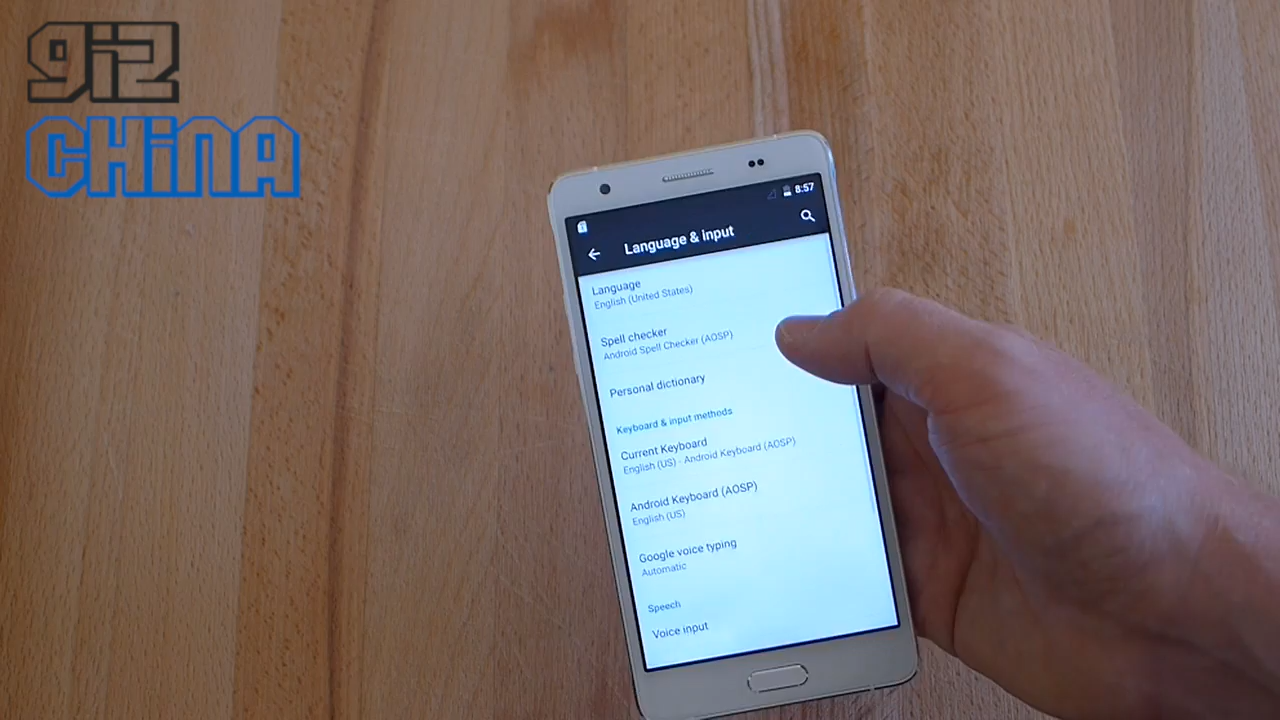 giz
CHINA
8:57
Language & input
Language
English (United States)
Spell checker
Android Spell Checker (AOSP)
Personal dictionary
Keyboard & input methods
Current Keyboard
English (US) - Android Keyboard (AOSP)
Android Keyboard (AOSP)
English (US)
Google voice typing
Automatic
Speech
Voice input